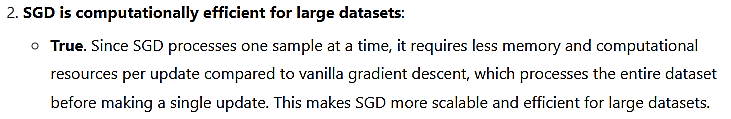 2. SGD is computationally efficient for large datasets:
○ True. Since SGD processes one sample at a time, it requires less memory and computational
resources per update compared to vanilla gradient descent, which processes the entire dataset
before making a single update. This makes SGD more scalable and efficient for large datasets.